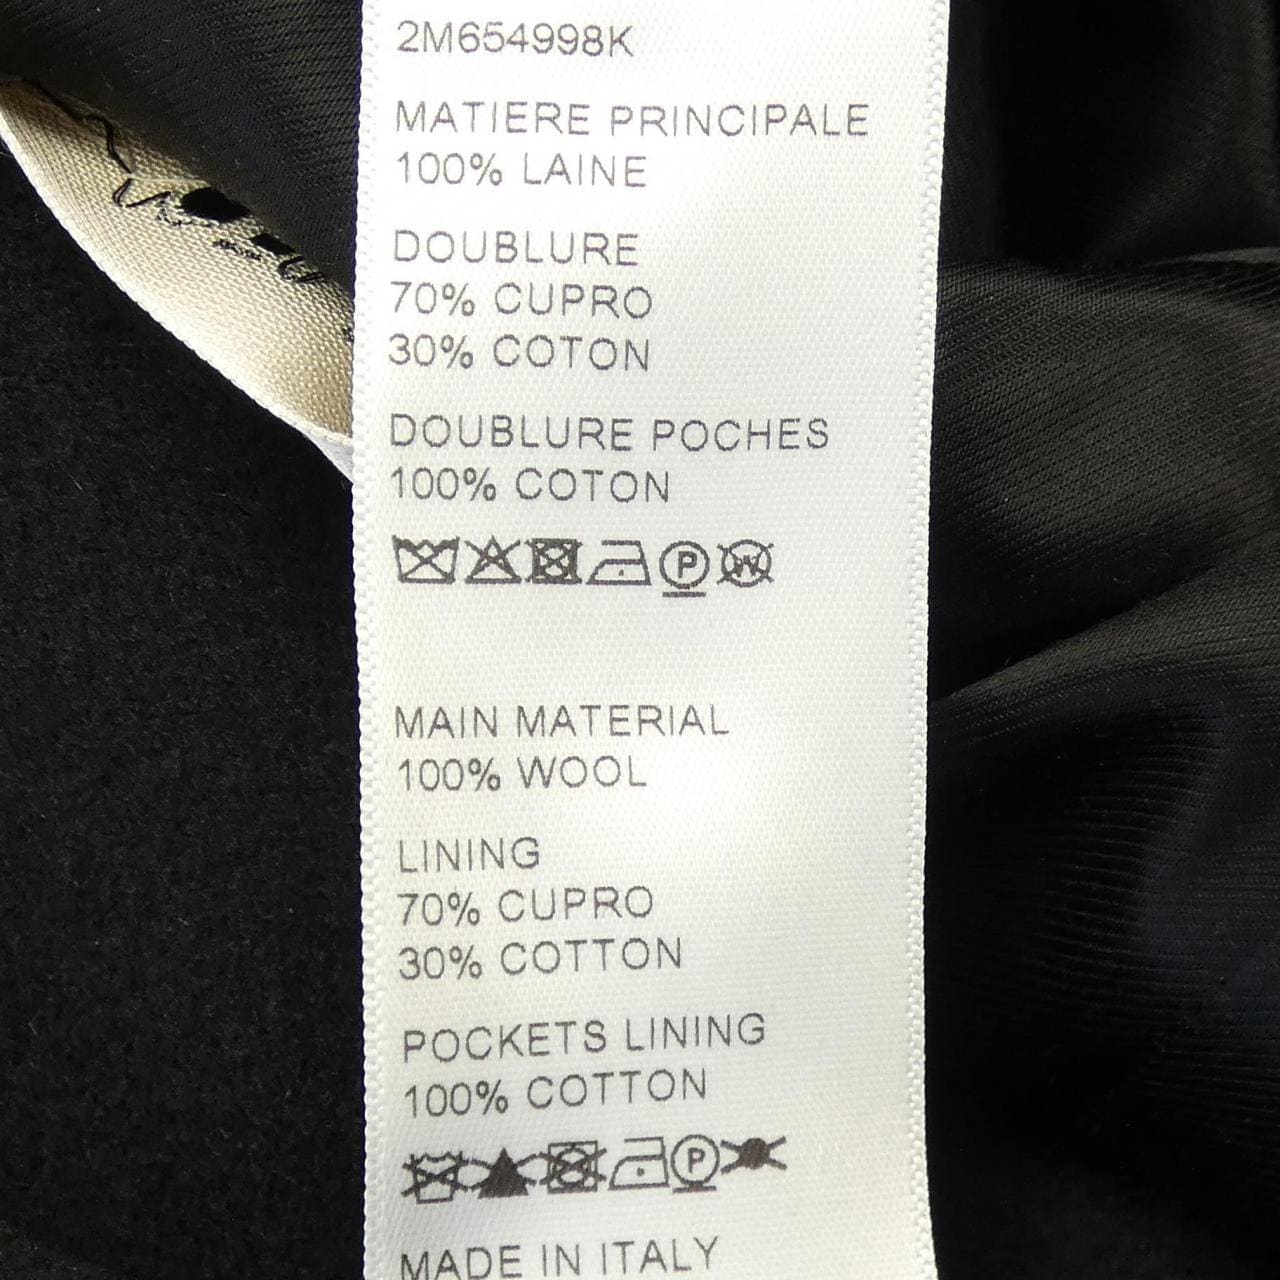 2M654998K
MATIERE PRINCIPALE
100% LAINE
DOUBLURE
70% CUPRO
30% COTON
DOUBLURE POCHES
100% COTON
P W
MAIN MATERIAL
100% WOOL
LINING
70% CUPRO
30% COTTON
POCKETS LINING
100% COTTON
P
MADE IN ITALY